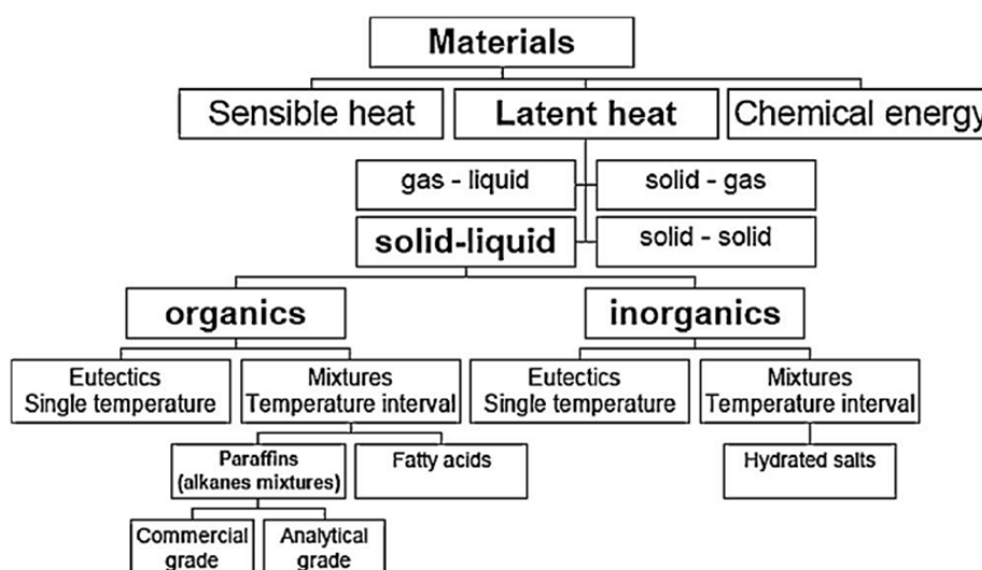 Materials
Sensible heat
Latent heat
Chemical energy
gas - liquid
solid - gas
solid-liquid
solid - solid
organics
inorganics
Eutectics
Single temperature
Mixtures
Temperature interval
Eutectics
Single temperature
Mixtures
Temperature interval
Paraffins
(alkanes mixtures)
Fatty acids
Hydrated salts
Commercial
grade
Analytical
grade